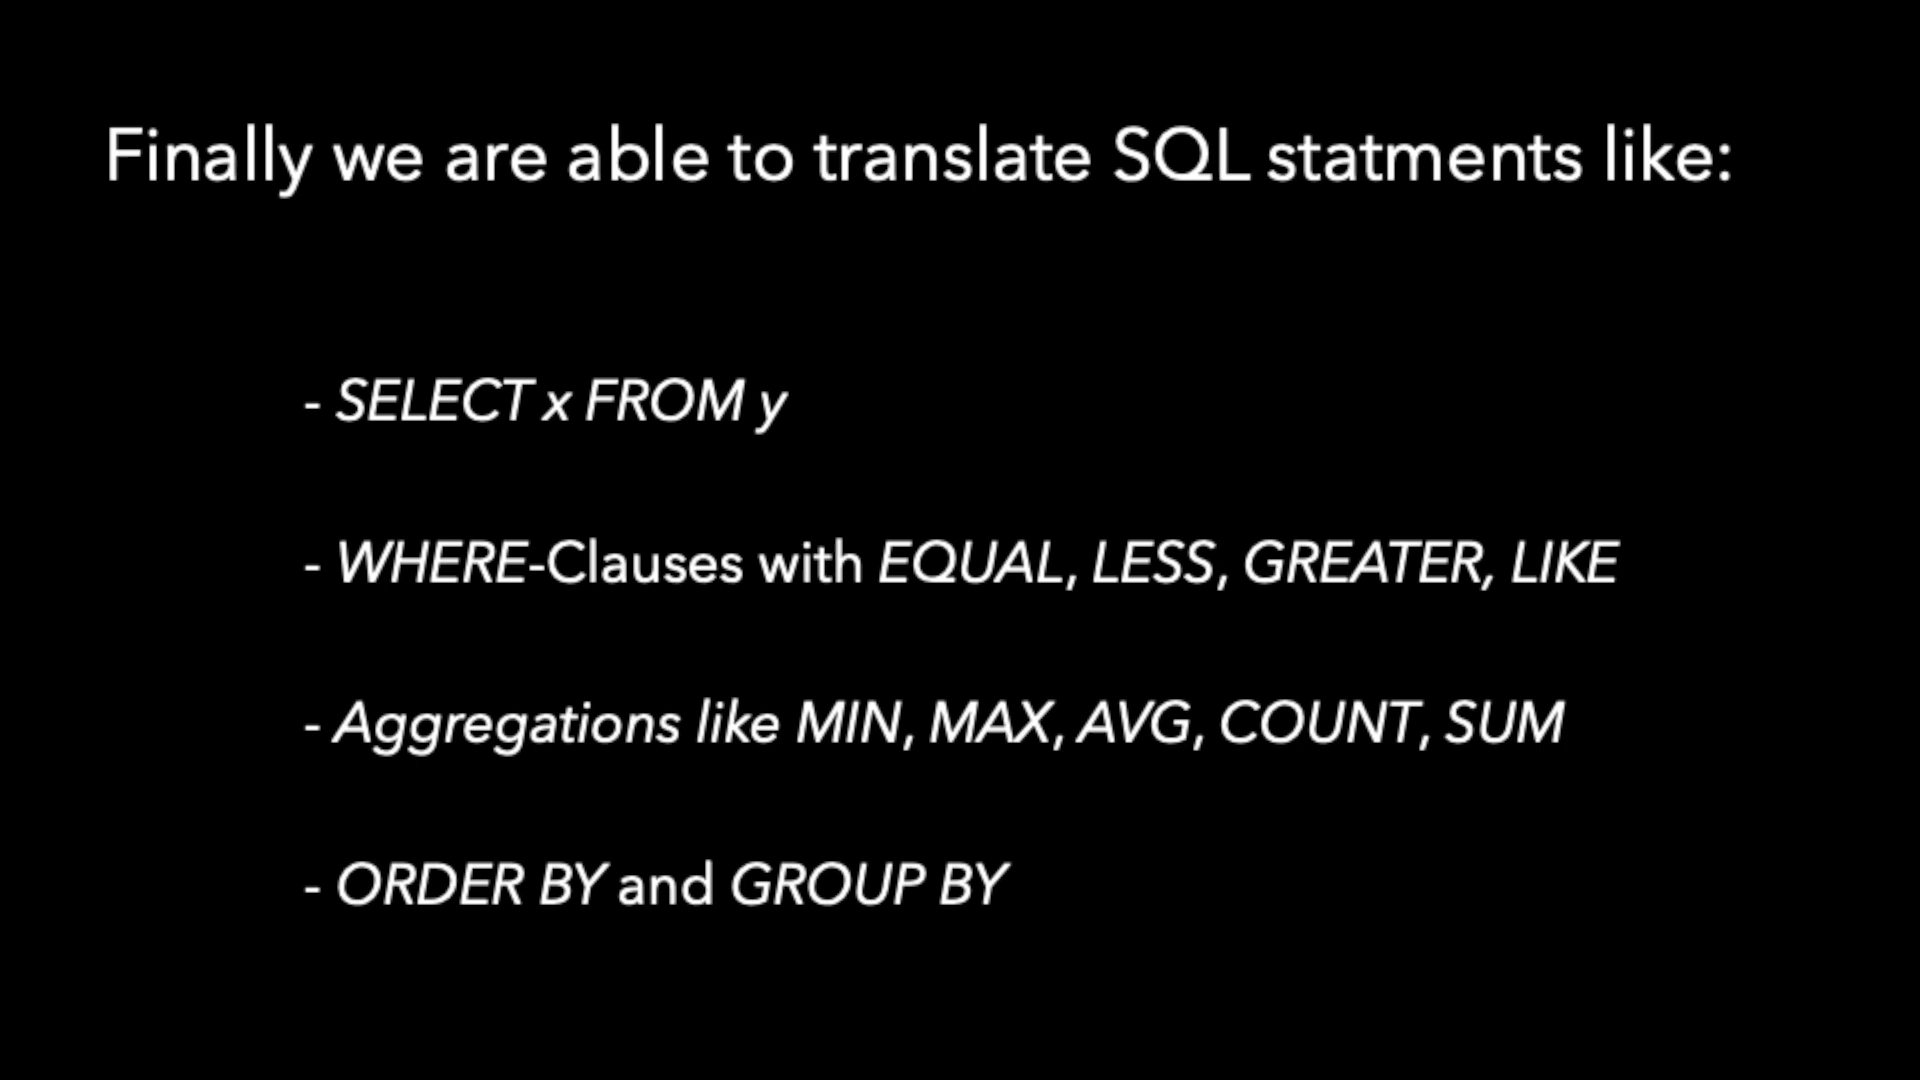 Finally we are able to translate SQL statments like:
- SELECT x FROM y
- WHERE-Clauses with EQUAL, LESS, GREATER, LIKE
- Aggregations like MIN, MAX, AVG, COUNT, SUM
- ORDER BY and GROUP BY